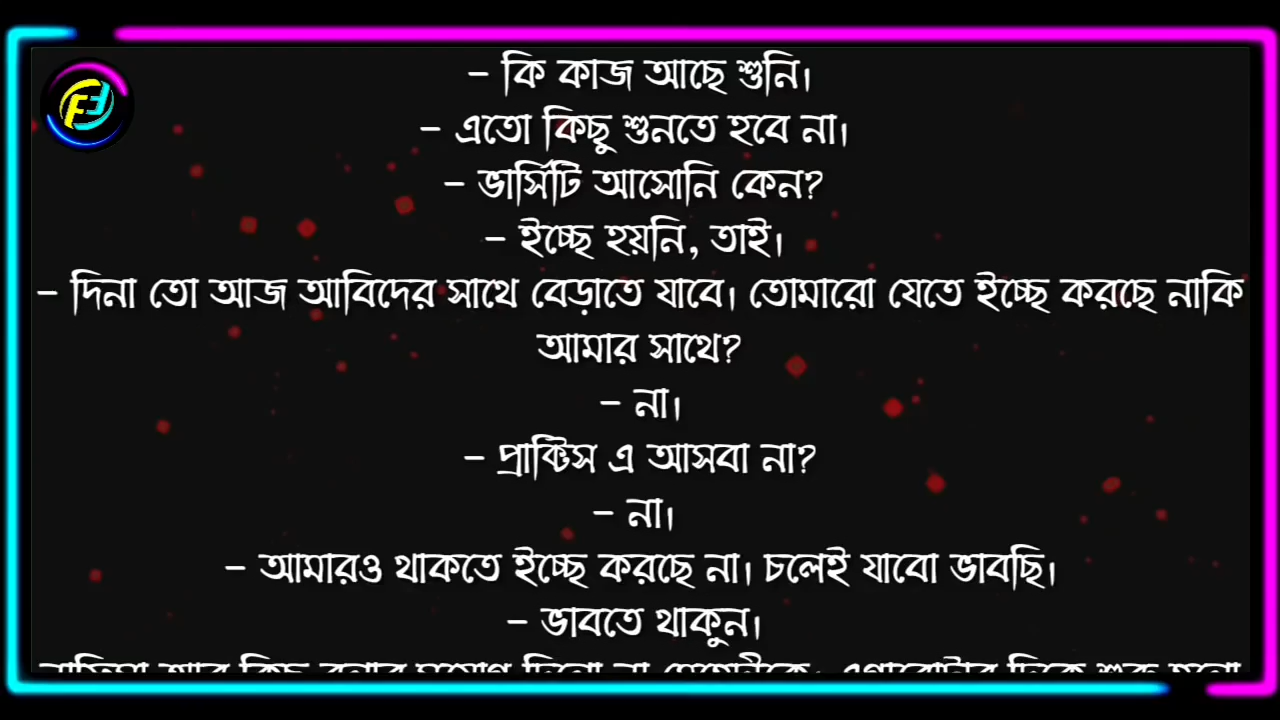 – কি কাজ আছে শুনি।
– এতো কিছু শুনতে হবে না।
– ভার্সিটি আসোনি কেন?
– ইচ্ছে হয়নি, তাই।
– দিনা তো আজ আবিদের সাথে বেড়াতে যাবে। তোমারো যেতে ইচ্ছে করছে নাকি
আমার সাথে?
– না।
– প্রাক্টিস এ আসবা না?
– না।
– আমারও থাকতে ইচ্ছে করছে না। চলেই যাবো ভাবছি।
– ভাবতে থাকুন।